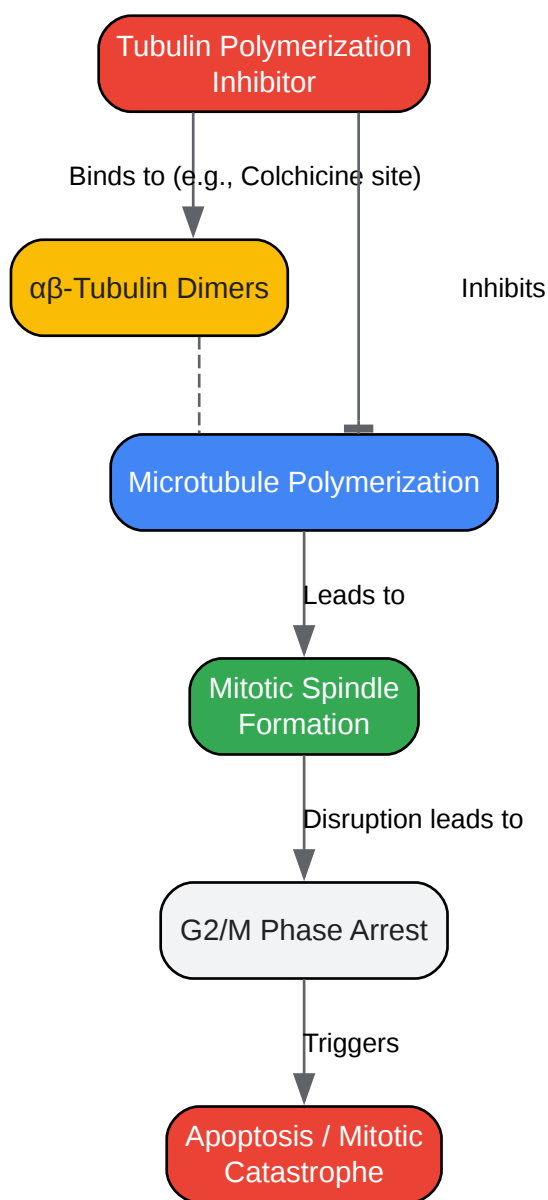 Tubulin Polymerization
Inhibitor
Binds to (e.g., Colchicine site)
αβ-Tubulin Dimers
Inhibits
Microtubule Polymerization
Leads to
Mitotic Spindle
Formation
Disruption leads to
G2/M Phase Arrest
Triggers
Apoptosis / Mitotic
Catastrophe